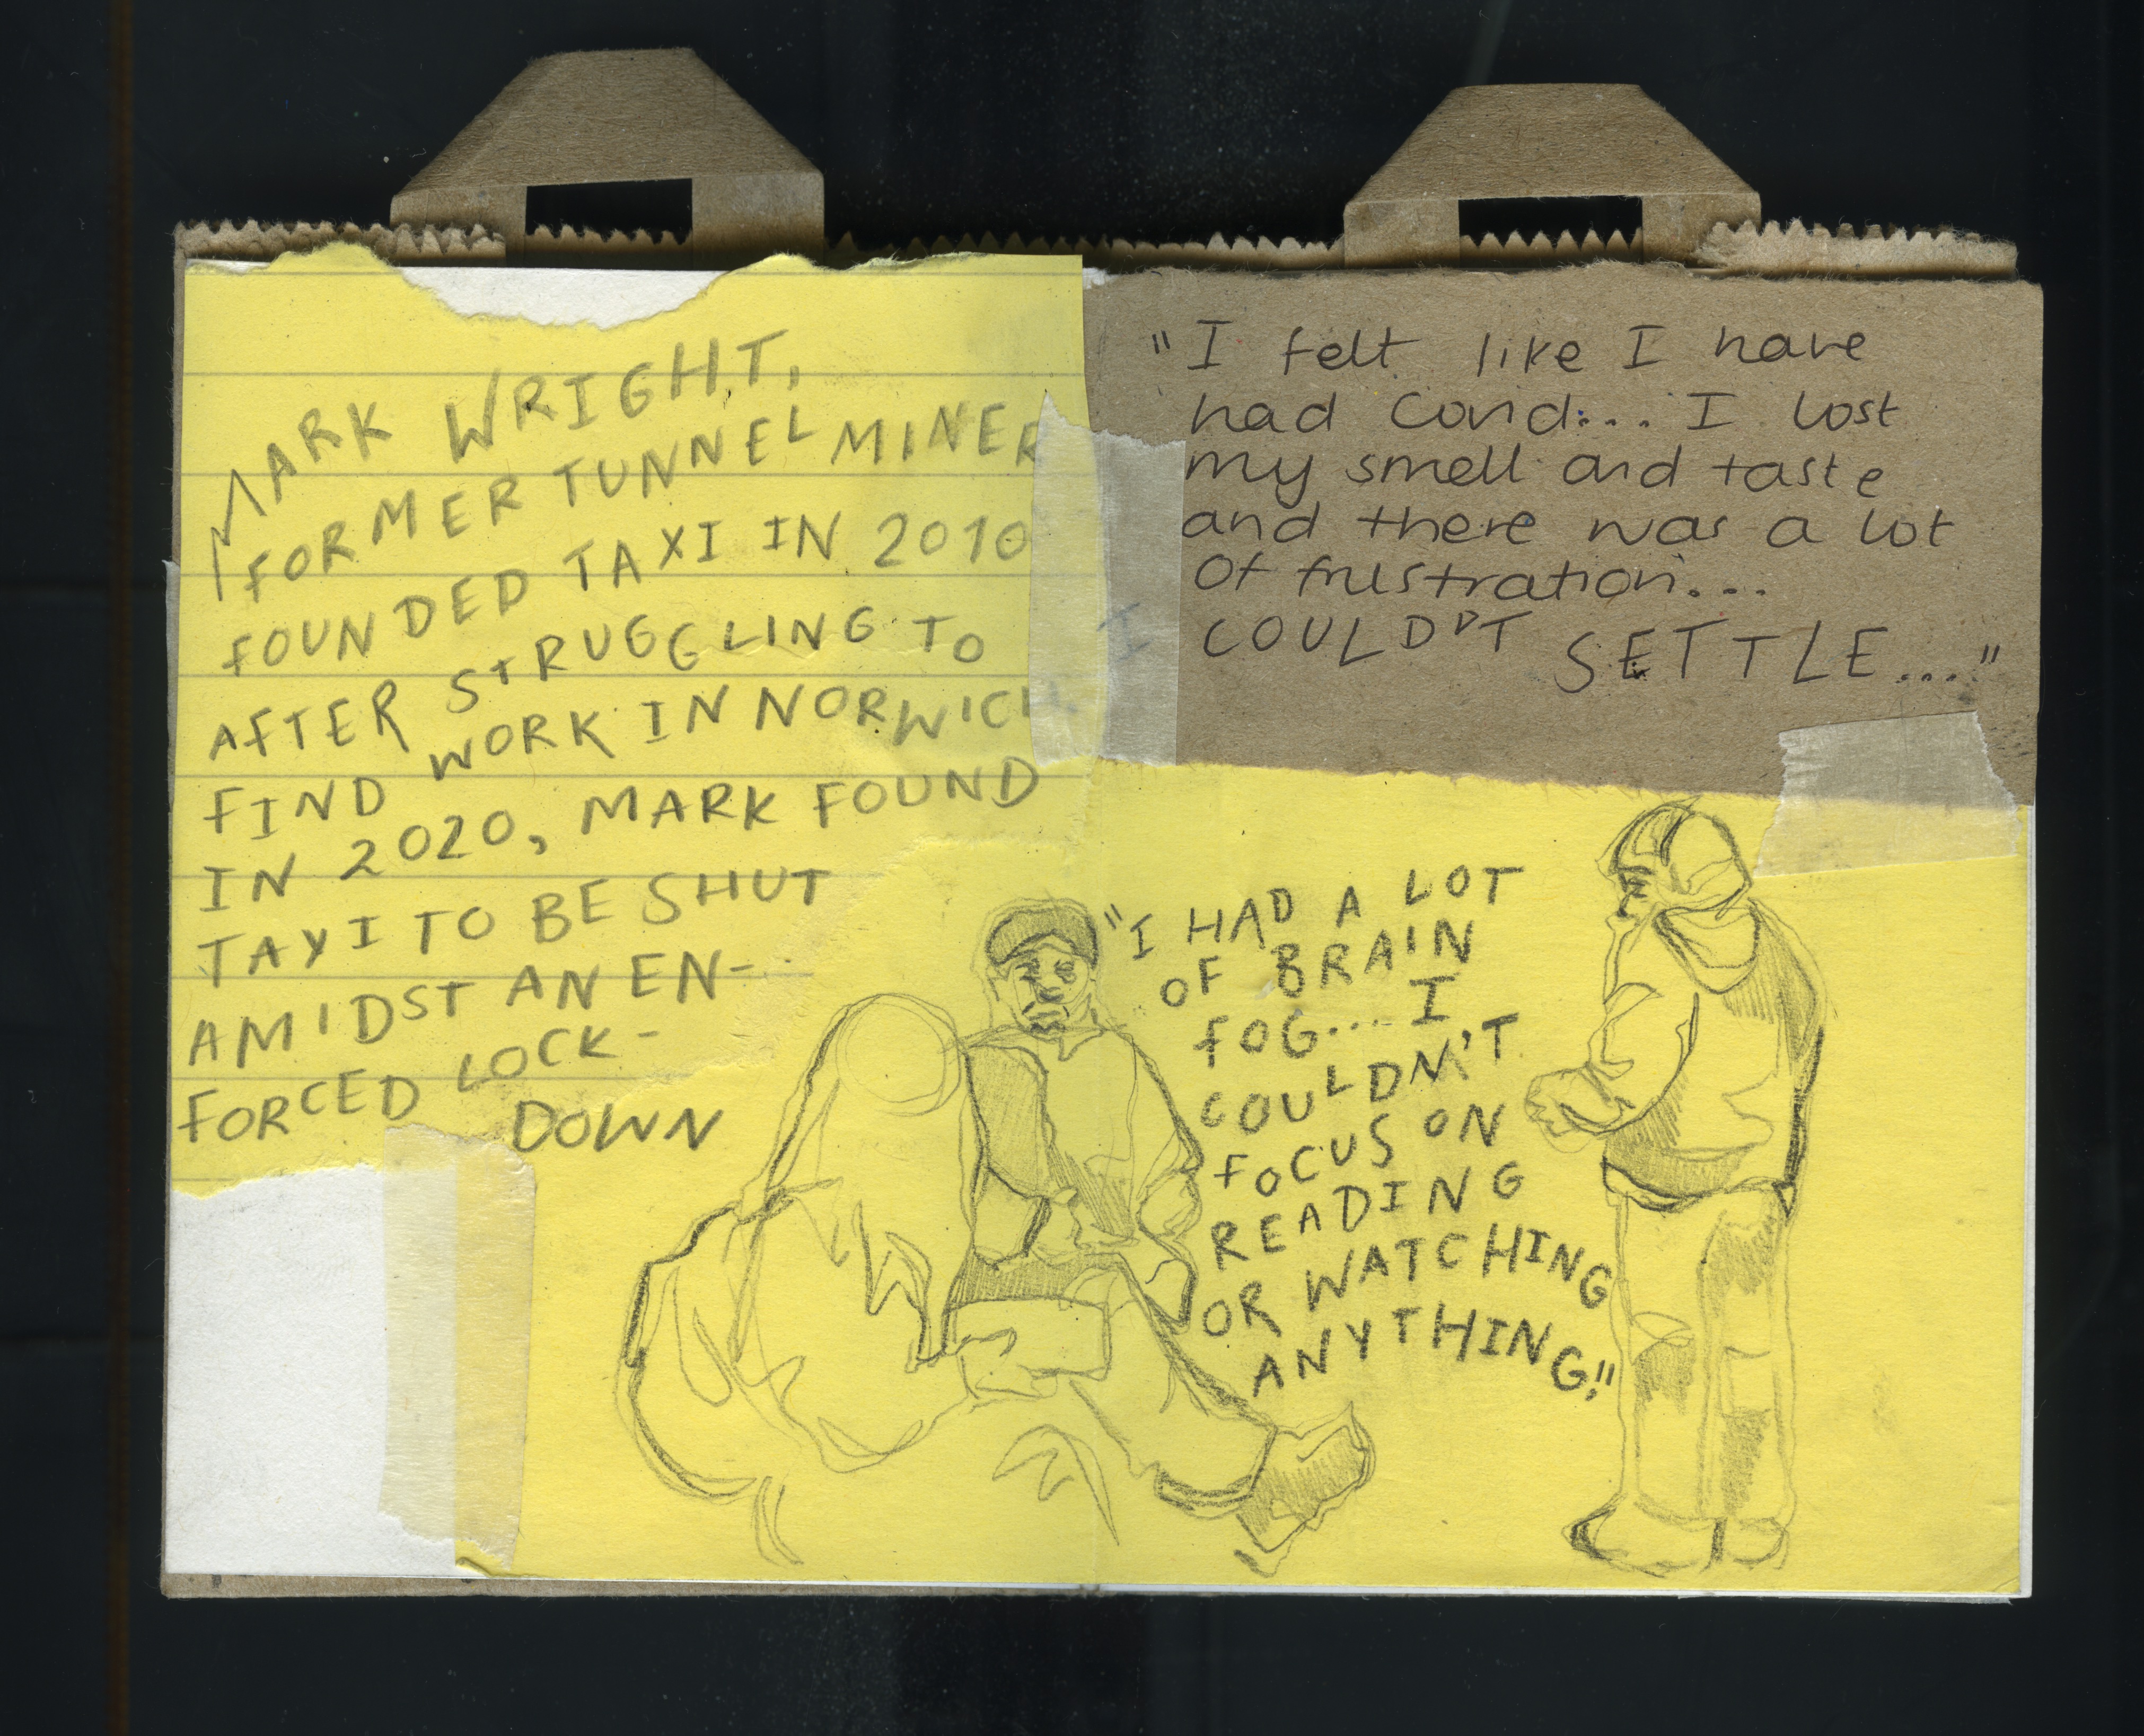 MARK WRIGHT,
FORMER TUNNEL MINER
FOUNDED TAXI IN 2010
AFTER STRUGGLING TO
FIND WORK IN NORWICH
IN 2020, MARK FOUND
TAXI TO BE SHUT
AMIDST AN EN-
FORCED LOCK-
DOWN
"I felt like I have
had Covid... I lost
my smell and taste
and there was a lot
of frustration...
COULDN'T SETTLE..."
"I HAD A LOT
OF BRAIN
FOG... I
COULDN'T
FOCUS ON
READING
OR WATCHING
ANYTHING!"